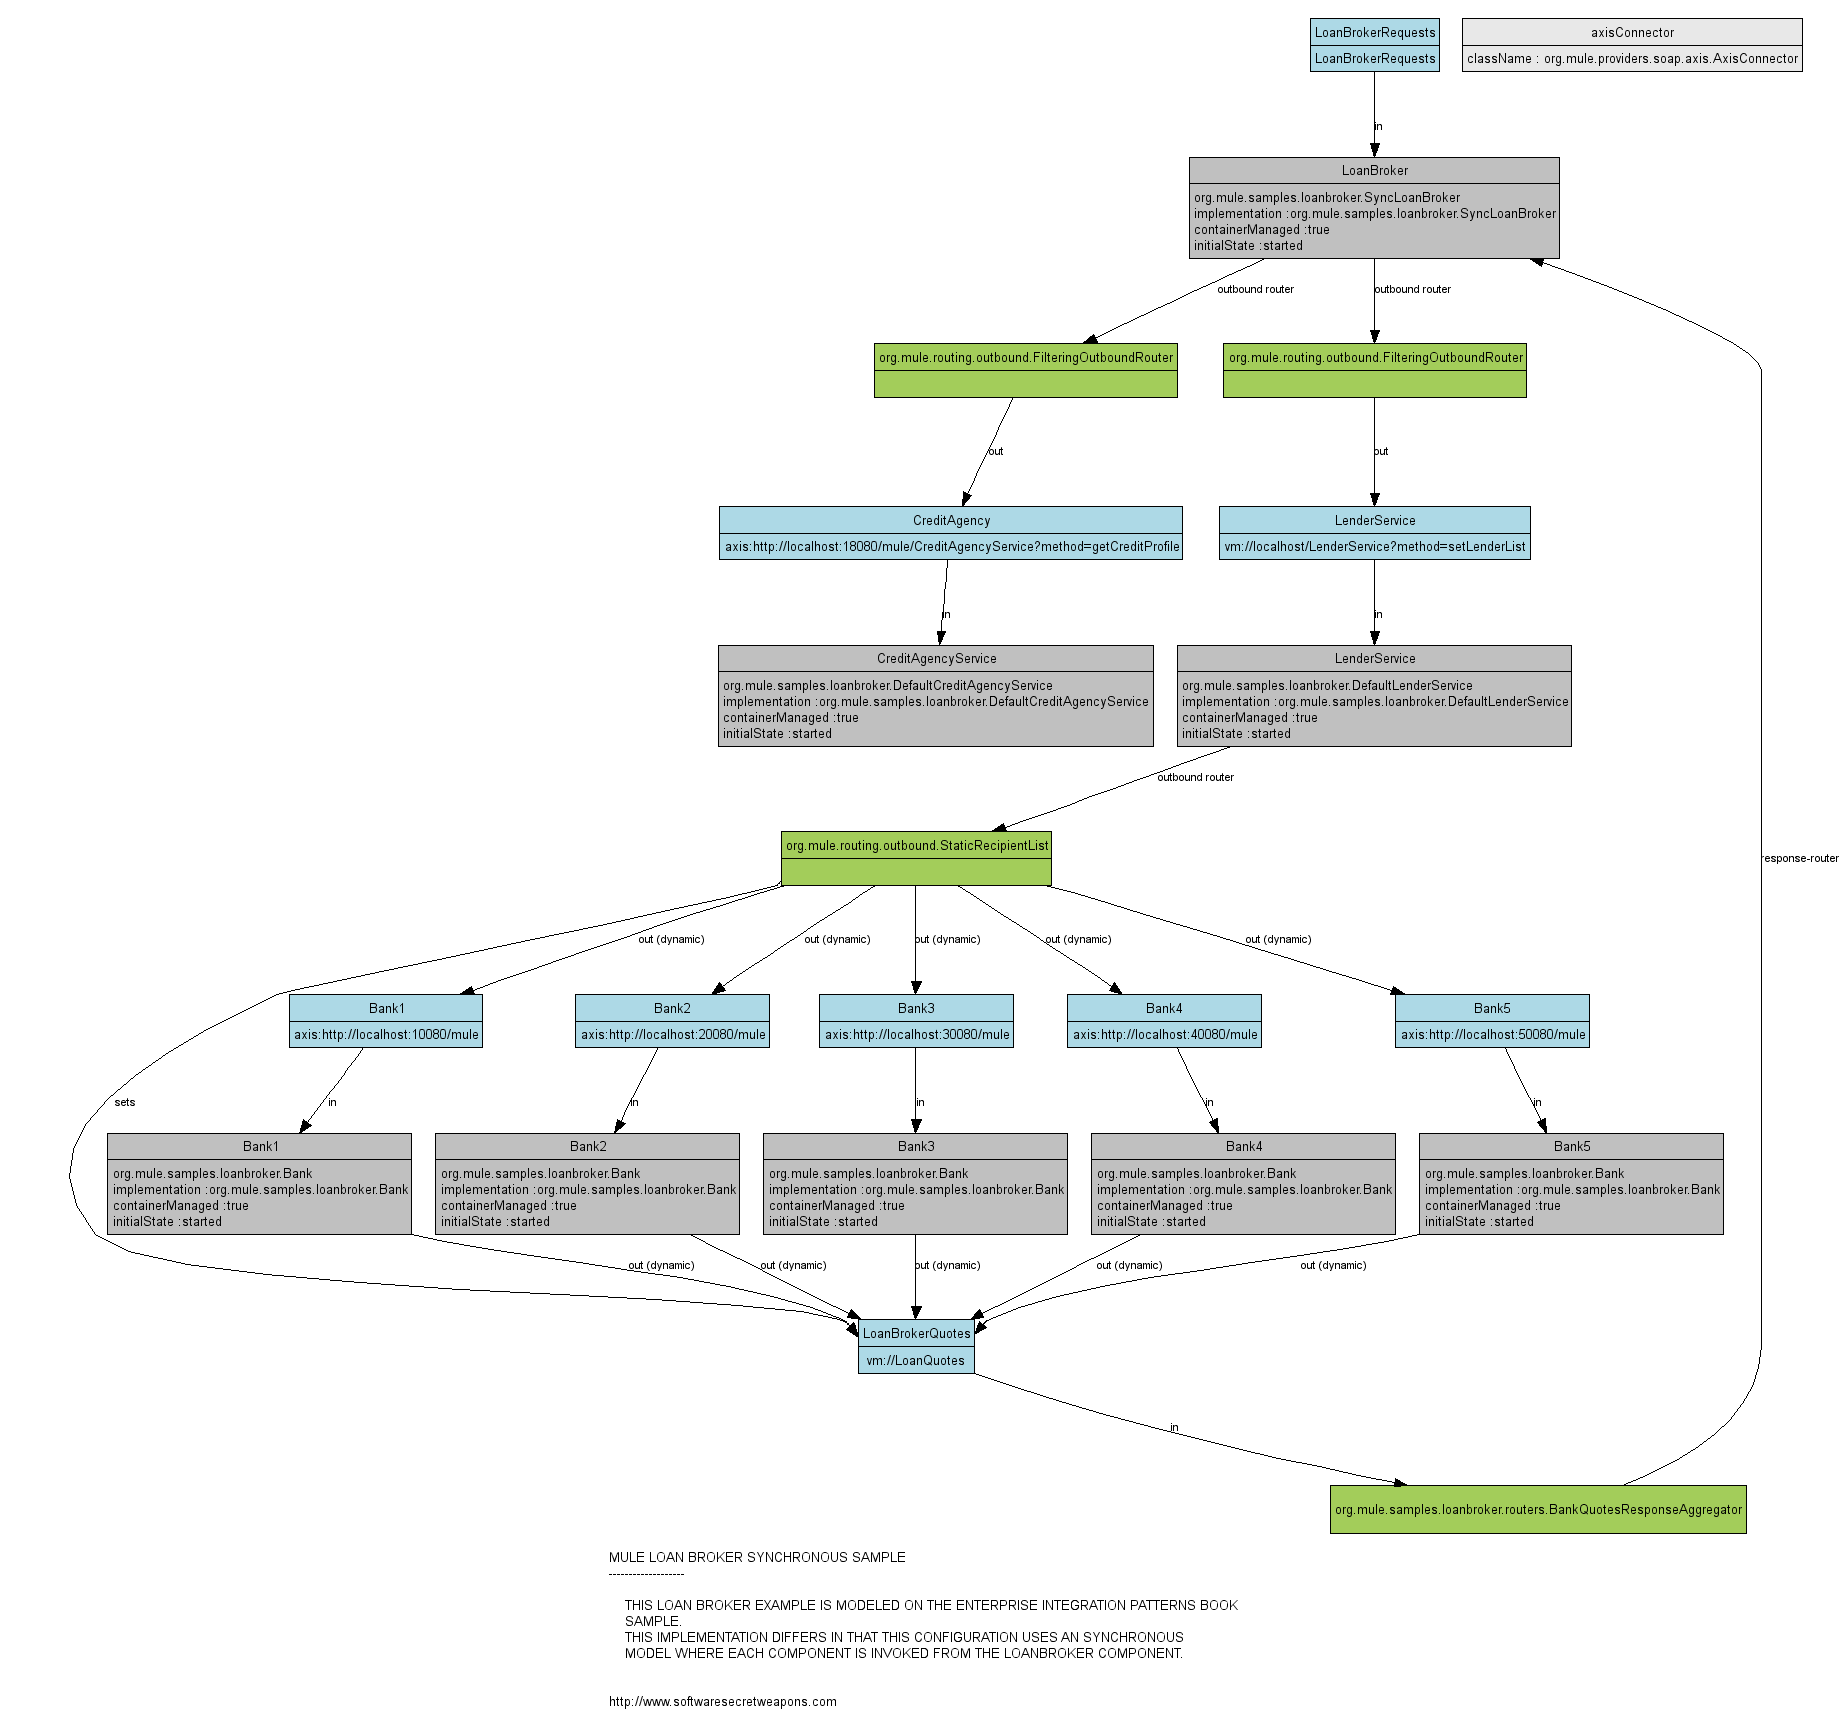 LoanBrokerRequests
LoanBrokerRequests
axisConnector
className : org.mule.providers.soap.axis.AxisConnector
in
LoanBroker
org.mule.samples.loanbroker.SyncLoanBroker
implementation :org.mule.samples.loanbroker.SyncLoanBroker
containerManaged :true
initialState :started
outbound router
outbound router
org.mule.routing.outbound.FilteringOutboundRouter
org.mule.routing.outbound.FilteringOutboundRouter
out
out
CreditAgency
axis:http://localhost:18080/mule/CreditAgencyService?method=getCreditProfile
LenderService
vm://localhost/LenderService?method=setLenderList
in
in
CreditAgencyService
org.mule.samples.loanbroker.DefaultCreditAgencyService
implementation :org.mule.samples.loanbroker.DefaultCreditAgencyService
containerManaged :true
initialState :started
LenderService
org.mule.samples.loanbroker.DefaultLenderService
implementation :org.mule.samples.loanbroker.DefaultLenderService
containerManaged :true
initialState :started
outbound router
org.mule.routing.outbound.StaticRecipientList
response-router
out (dynamic)
out (dynamic)
out (dynamic)
out (dynamic)
out (dynamic)
Bank1
axis:http://localhost:10080/mule
Bank2
axis:http://localhost:20080/mule
Bank3
axis:http://localhost:30080/mule
Bank4
axis:http://localhost:40080/mule
Bank5
axis:http://localhost:50080/mule
sets
in
in
in
in
in
Bank1
org.mule.samples.loanbroker.Bank
implementation :org.mule.samples.loanbroker.Bank
containerManaged :true
initialState :started
Bank2
org.mule.samples.loanbroker.Bank
implementation :org.mule.samples.loanbroker.Bank
containerManaged :true
initialState :started
Bank3
org.mule.samples.loanbroker.Bank
implementation :org.mule.samples.loanbroker.Bank
containerManaged :true
initialState :started
Bank4
org.mule.samples.loanbroker.Bank
implementation :org.mule.samples.loanbroker.Bank
containerManaged :true
initialState :started
Bank5
org.mule.samples.loanbroker.Bank
implementation :org.mule.samples.loanbroker.Bank
containerManaged :true
initialState :started
out (dynamic)
out (dynamic)
out (dynamic)
out (dynamic)
out (dynamic)
LoanBrokerQuotes
vm://LoanQuotes
in
org.mule.samples.loanbroker.routers.BankQuotesResponseAggregator
MULE LOAN BROKER SYNCHRONOUS SAMPLE
-------------------
THIS LOAN BROKER EXAMPLE IS MODELED ON THE ENTERPRISE INTEGRATION PATTERNS BOOK
SAMPLE.
THIS IMPLEMENTATION DIFFERS IN THAT THIS CONFIGURATION USES AN SYNCHRONOUS
MODEL WHERE EACH COMPONENT IS INVOKED FROM THE LOANBROKER COMPONENT.
http://www.softwaresecretweapons.com